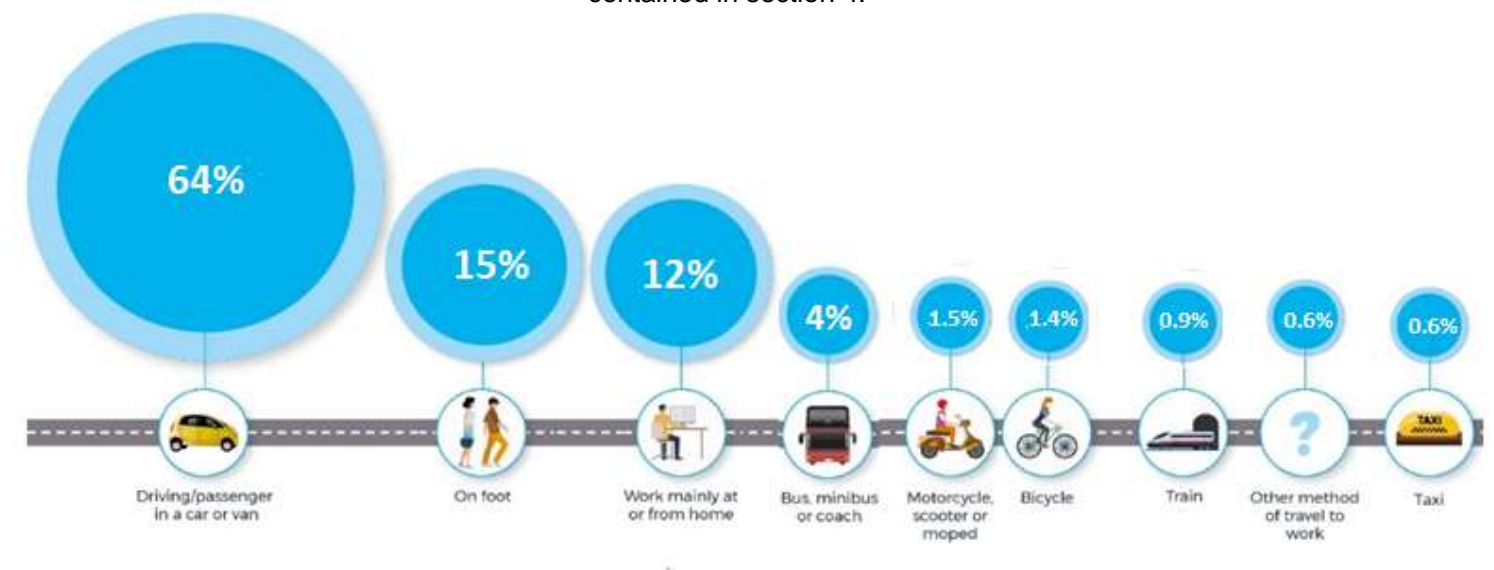 64%
15%
12%
4%
1.5%
1.4%
0.9%
0.6%
0.6%
TAXI
Driving/passenger
in a car or van
On foot
Work mainly at
or from home
Bus, minibus
or coach
Motorcycle,
scooter or
moped
Bicycle
Train
Other method
of travel to
work
Taxi